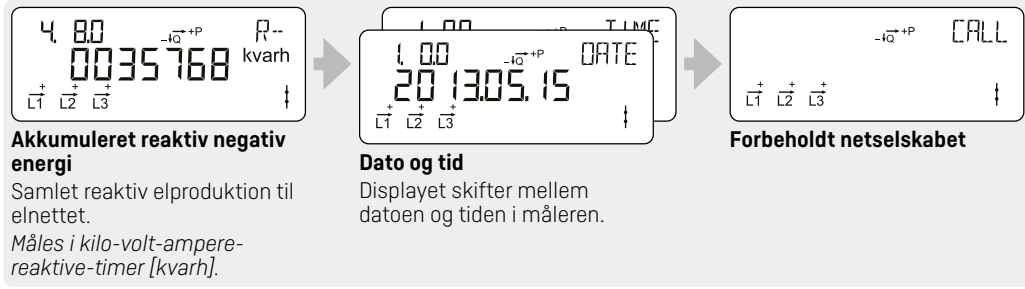 4. 8.0 -↓Q +P R--
0035768 kvarh
L1 L2 L3
Akkumuleret reaktiv negativ
energi
Samlet reaktiv elproduktion til
elnettet.
Måles i kilo-volt-ampere-
reaktive-timer [kvarh].
TIME
1. 0.0 -↓Q +P DATE
2013.05.15
L1 L2 L3
Dato og tid
Displayet skifter mellem
datoen og tiden i måleren.
-↓Q +P CALL
L1 L2 L3
Forbeholdt netselskabet